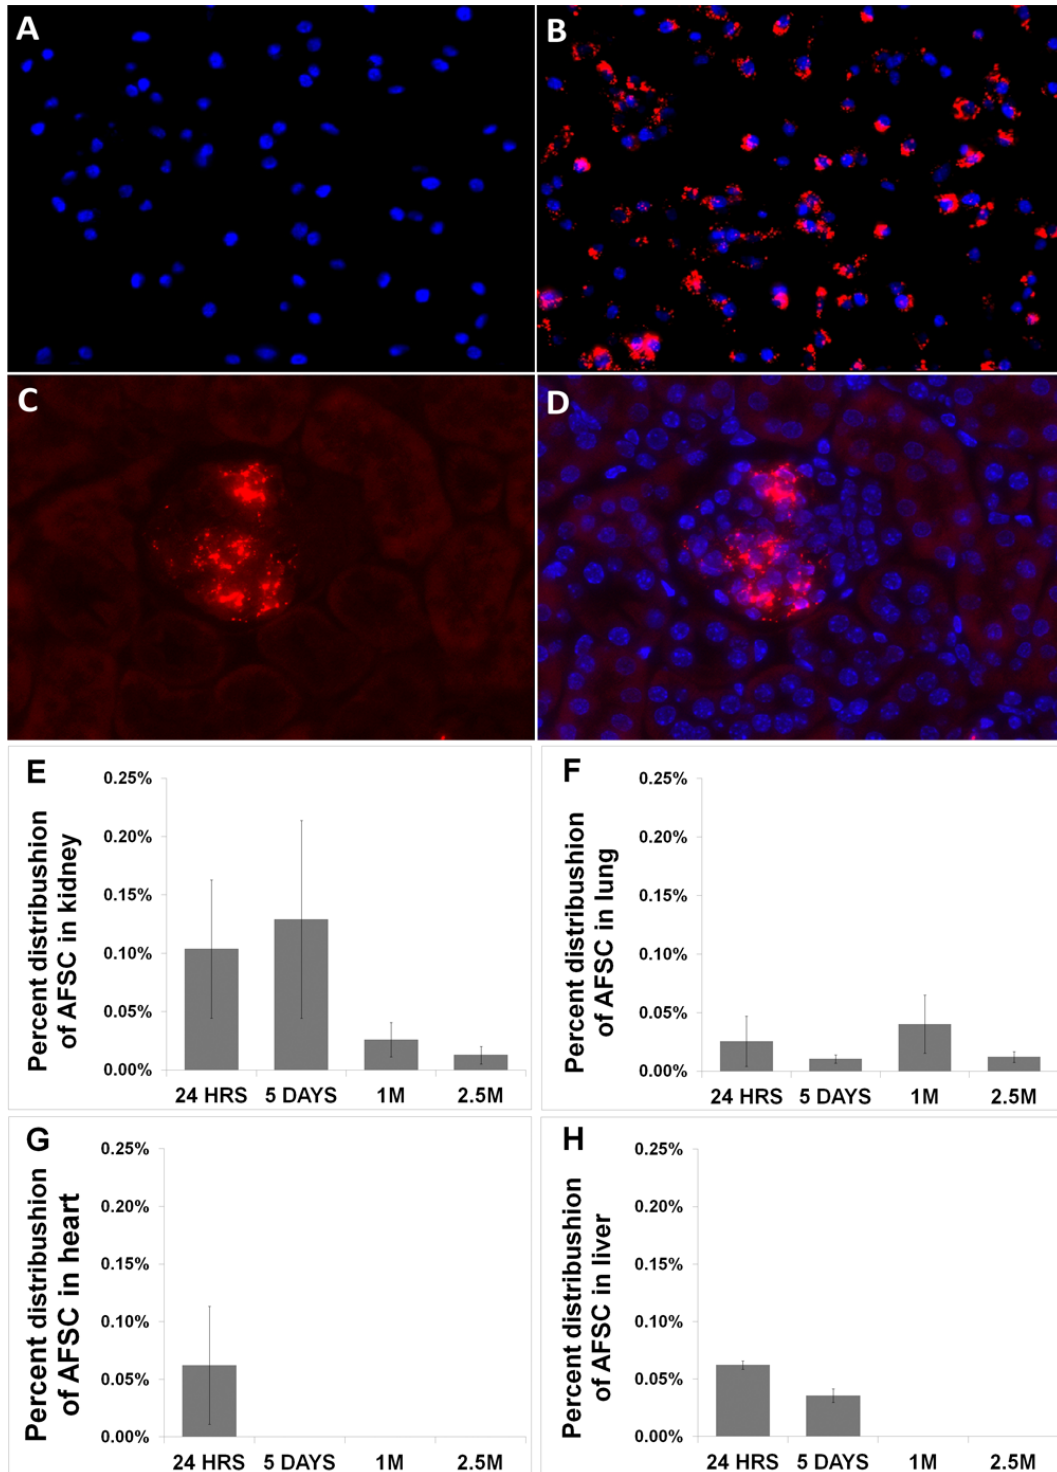 A
B
C
D
E
Percent distribushion
of AFSC in kidney
0.25%
0.20%
0.15%
0.10%
0.05%
0.00%
24 HRS 5 DAYS 1M 2.5M
F
Percent distribushion
of AFSC in lung
0.25%
0.20%
0.15%
0.10%
0.05%
0.00%
24 HRS 5 DAYS 1M 2.5M
G
Percent distribushion
of AFSC in heart
0.25%
0.20%
0.15%
0.10%
0.05%
0.00%
24 HRS 5 DAYS 1M 2.5M
H
Percent distribushion
of AFSC in liver
0.25%
0.20%
0.15%
0.10%
0.05%
0.00%
24 HRS 5 DAYS 1M 2.5M